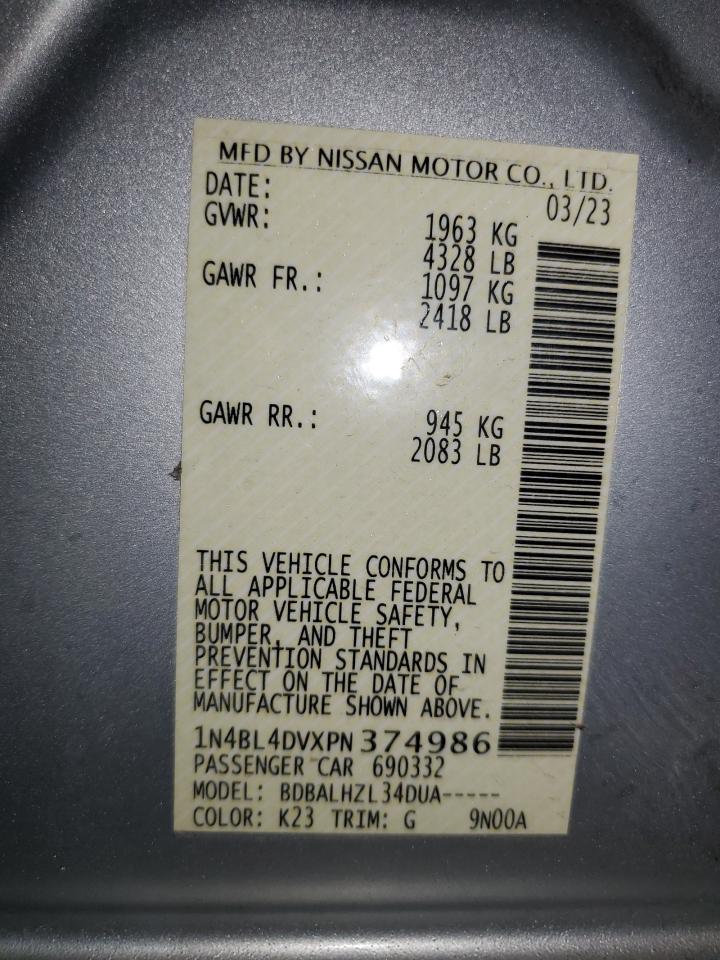 MFD BY NISSAN MOTOR CO., LTD.
DATE: 03/23
GVWR: 1963 KG
4328 LB
GAWR FR.: 1097 KG
2418 LB
GAWR RR.: 945 KG
2083 LB
THIS VEHICLE CONFORMS TO
ALL APPLICABLE FEDERAL
MOTOR VEHICLE SAFETY,
BUMPER, AND THEFT
PREVENTION STANDARDS IN
EFFECT ON THE DATE OF
MANUFACTURE SHOWN ABOVE.
1N4BL4DVXPN374986
PASSENGER CAR 690332
MODEL: BDBALHZL34DUA-----
COLOR: K23 TRIM: G 9N00A